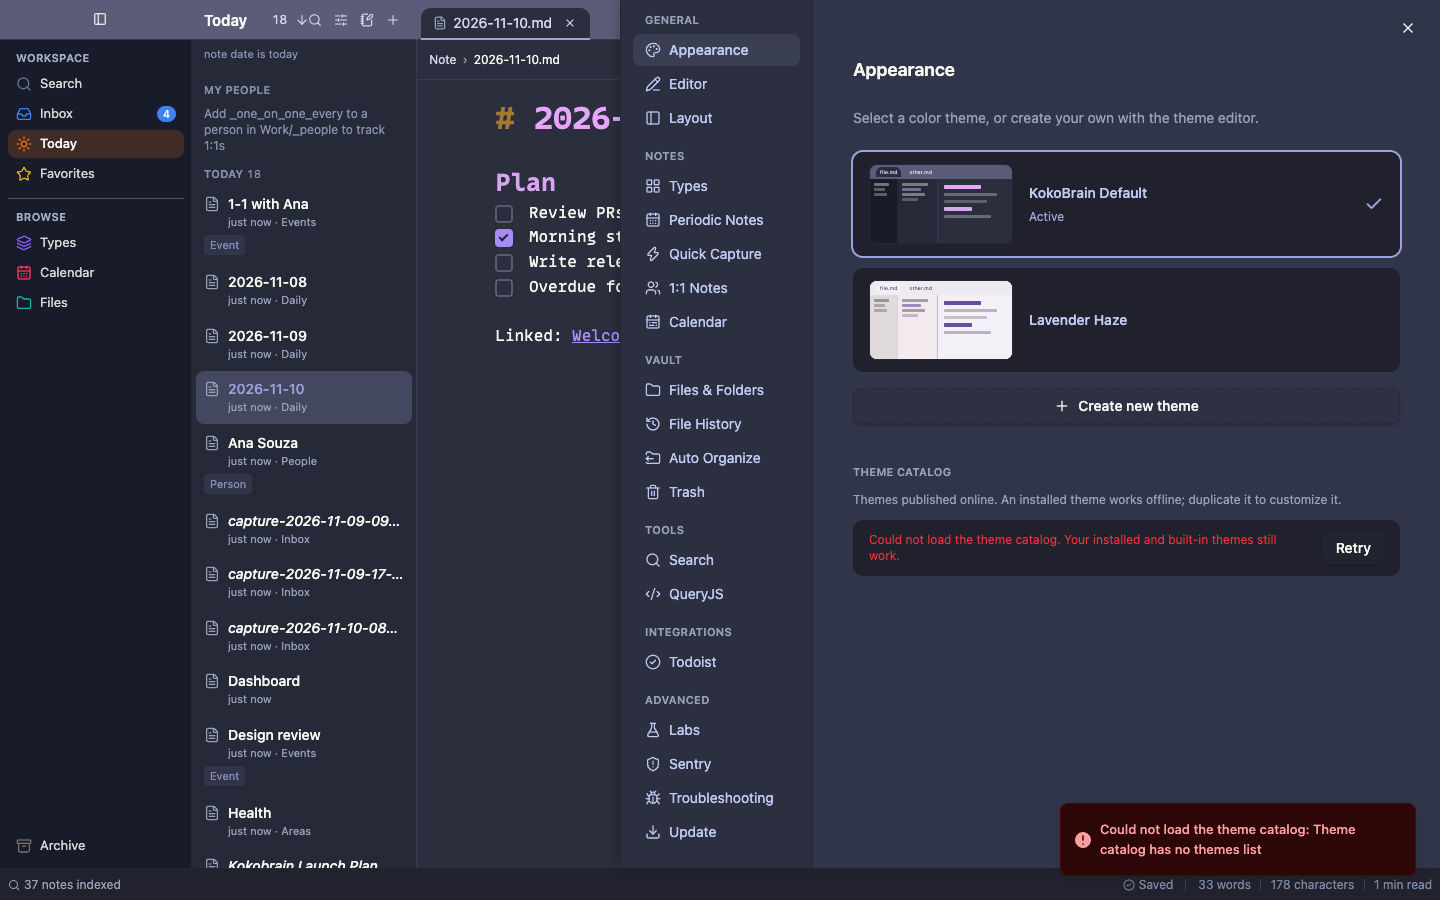 Today 18
2026-11-10.md
WORKSPACE
Search
Inbox 4
Today
Favorites
BROWSE
Types
Calendar
Files
Archive
note date is today
MY PEOPLE
Add _one_on_one_every to a
person in Work/_people to track
1:1s
TODAY 18
1-1 with Ana
just now · Events
Event
2026-11-08
just now · Daily
2026-11-09
just now · Daily
2026-11-10
just now · Daily
Ana Souza
just now · People
Person
capture-2026-11-09-09...
just now · Inbox
capture-2026-11-09-17-...
just now · Inbox
capture-2026-11-10-08...
just now · Inbox
Dashboard
just now
Design review
just now · Events
Event
Health
just now · Areas
Kokobrain Launch Plan
Note › 2026-11-10.md
# 2026-
Plan
Review PRs
Morning st
Write rele
Overdue fo
Linked: Welco
GENERAL
Appearance
Editor
Layout
NOTES
Types
Periodic Notes
Quick Capture
1:1 Notes
Calendar
VAULT
Files & Folders
File History
Auto Organize
Trash
TOOLS
Search
QueryJS
INTEGRATIONS
Todoist
ADVANCED
Labs
Sentry
Troubleshooting
Update
Appearance
Select a color theme, or create your own with the theme editor.
file.md other.md
KokoBrain Default
Active
file.md other.md
Lavender Haze
+ Create new theme
THEME CATALOG
Themes published online. An installed theme works offline; duplicate it to customize it.
Could not load the theme catalog. Your installed and built-in themes still
work.
Retry
Could not load the theme catalog: Theme
catalog has no themes list
37 notes indexed
Saved
33 words
178 characters
1 min read